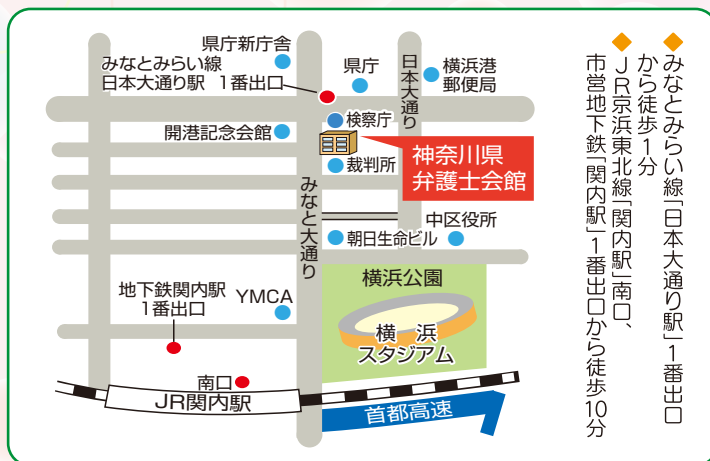 県庁新庁舎
みなとみらい線
日本大通り駅 1番出口
県庁
日本大通り
横浜港
郵便局
開港記念会館
検察庁
神奈川県
弁護士会館
裁判所
みなと大通り
中区役所
朝日生命ビル
横浜公園
地下鉄関内駅
1番出口
YMCA
横浜
スタジアム
南口
JR関内駅
首都高速
◆みなとみらい線「日本大通り駅」1番出口
から徒歩1分
◆JR京浜東北線「関内駅」南口、
市営地下鉄「関内駅」1番出口から徒歩10分